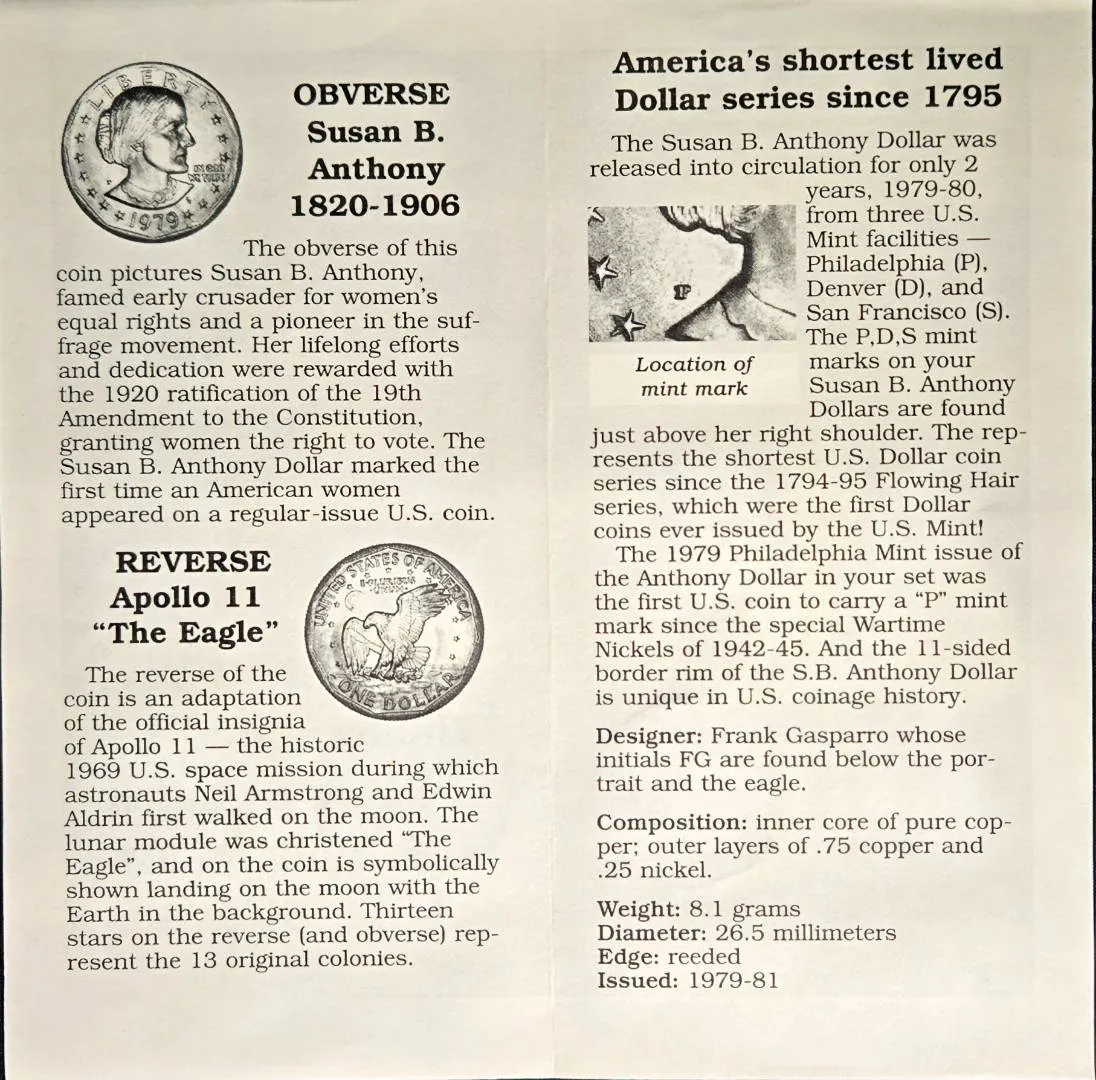 LIBERTY
IN GOD
WE TRUST
1979
OBVERSE
Susan B.
Anthony
1820-1906
The obverse of this
coin pictures Susan B. Anthony,
famed early crusader for women's
equal rights and a pioneer in the suf-
frage movement. Her lifelong efforts
and dedication were rewarded with
the 1920 ratification of the 19th
Amendment to the Constitution,
granting women the right to vote. The
Susan B. Anthony Dollar marked the
first time an American women
appeared on a regular-issue U.S. coin.
REVERSE
Apollo 11
“The Eagle”
UNITED STATES OF AMERICA
E·PLURIBUS
UNUM
ONE DOLLAR
The reverse of the
coin is an adaptation
of the official insignia
of Apollo 11 — the historic
1969 U.S. space mission during which
astronauts Neil Armstrong and Edwin
Aldrin first walked on the moon. The
lunar module was christened “The
Eagle”, and on the coin is symbolically
shown landing on the moon with the
Earth in the background. Thirteen
stars on the reverse (and obverse) rep-
resent the 13 original colonies.
America's shortest lived
Dollar series since 1795
The Susan B. Anthony Dollar was
released into circulation for only 2
years, 1979-80,
from three U.S.
Mint facilities —
Philadelphia (P),
Denver (D), and
San Francisco (S).
The P,D,S mint
marks on your
Susan B. Anthony
Dollars are found
P
Location of
mint mark
just above her right shoulder. The rep-
resents the shortest U.S. Dollar coin
series since the 1794-95 Flowing Hair
series, which were the first Dollar
coins ever issued by the U.S. Mint!
The 1979 Philadelphia Mint issue of
the Anthony Dollar in your set was
the first U.S. coin to carry a “P” mint
mark since the special Wartime
Nickels of 1942-45. And the 11-sided
border rim of the S.B. Anthony Dollar
is unique in U.S. coinage history.
Designer: Frank Gasparro whose
initials FG are found below the por-
trait and the eagle.
Composition: inner core of pure cop-
per; outer layers of .75 copper and
.25 nickel.
Weight: 8.1 grams
Diameter: 26.5 millimeters
Edge: reeded
Issued: 1979-81